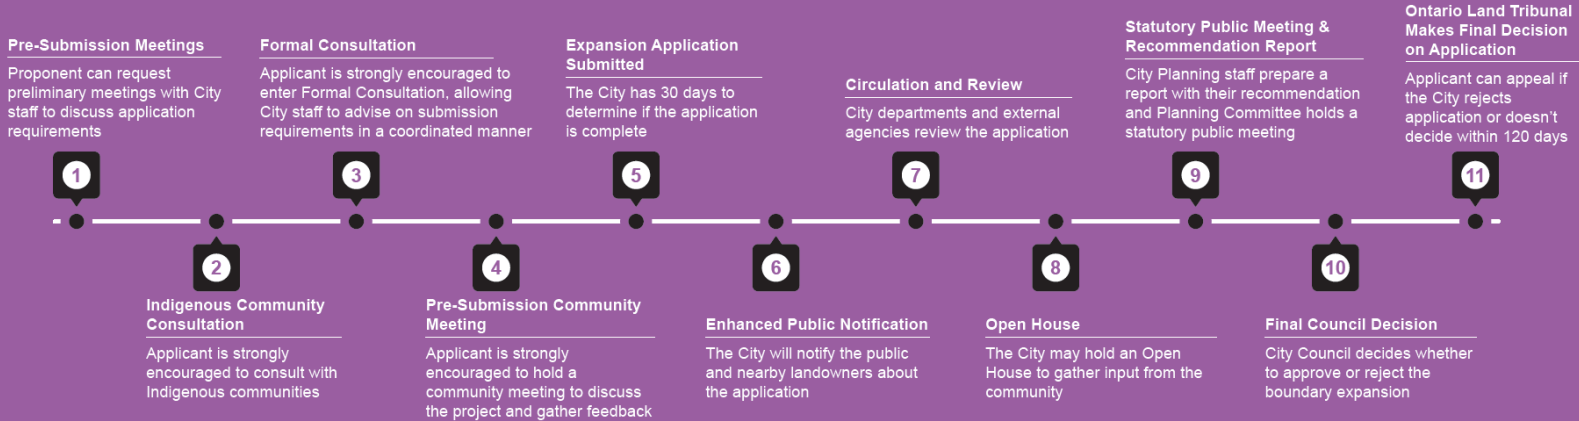 Pre-Submission Meetings
Proponent can request
preliminary meetings with City
staff to discuss application
requirements
1
2
Indigenous Community
Consultation
Applicant is strongly
encouraged to consult with
Indigenous communities
Formal Consultation
Applicant is strongly encouraged to
enter Formal Consultation, allowing
City staff to advise on submission
requirements in a coordinated manner
3
4
Pre-Submission Community
Meeting
Applicant is strongly
encouraged to hold a
community meeting to discuss
the project and gather feedback
Expansion Application
Submitted
The City has 30 days to
determine if the application
is complete
5
6
Enhanced Public Notification
The City will notify the public
and nearby landowners about
the application
Circulation and Review
City departments and external
agencies review the application
7
8
Open House
The City may hold an Open
House to gather input from the
community
Statutory Public Meeting &
Recommendation Report
City Planning staff prepare a
report with their recommendation
and Planning Committee holds a
statutory public meeting
9
10
Final Council Decision
City Council decides whether
to approve or reject the
boundary expansion
Ontario Land Tribunal
Makes Final Decision
on Application
Applicant can appeal if
the City rejects
application or doesn't
decide within 120 days
11